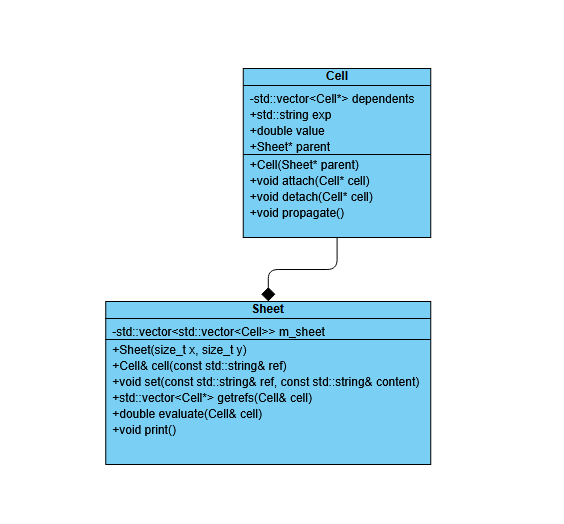 Cell
-std::vector<Cell*> dependents
+std::string exp
+double value
+Sheet* parent
+Cell(Sheet* parent)
+void attach(Cell* cell)
+void detach(Cell* cell)
+void propagate()
Sheet
-std::vector<std::vector<Cell>> m_sheet
+Sheet(size_t x, size_t y)
+Cell& cell(const std::string& ref)
+void set(const std::string& ref, const std::string& content)
+std::vector<Cell*> getrefs(Cell& cell)
+double evaluate(Cell& cell)
+void print()